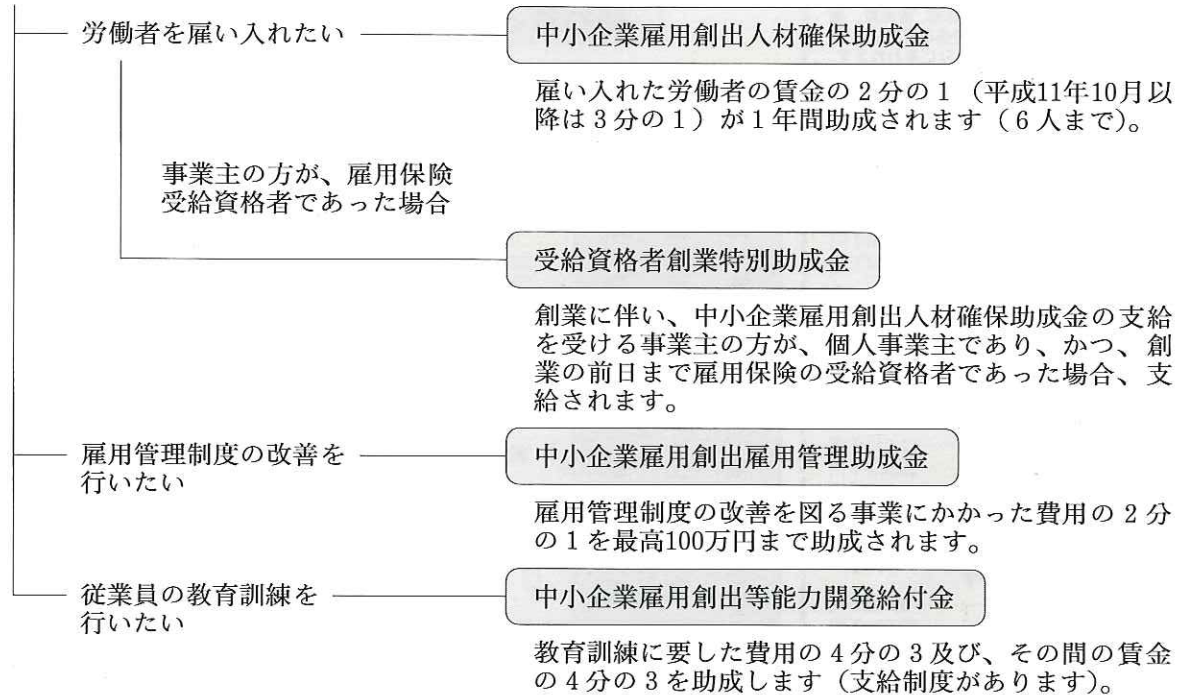 労働者を雇い入れたい
中小企業雇用創出人材確保助成金
雇い入れた労働者の賃金の2分の1（平成11年10月以
降は3分の1）が1年間助成されます（6人まで）。
事業主の方が、雇用保険
受給資格者であった場合
受給資格者創業特別助成金
創業に伴い、中小企業雇用創出人材確保助成金の支給
を受ける事業主の方が、個人事業主であり、かつ、創
業の前日まで雇用保険の受給資格者であった場合、支
給されます。
雇用管理制度の改善を
行いたい
中小企業雇用創出雇用管理助成金
雇用管理制度の改善を図る事業にかかった費用の2分
の1を最高100万円まで助成されます。
従業員の教育訓練を
行いたい
中小企業雇用創出等能力開発給付金
教育訓練に要した費用の4分の3及び、その間の賃金
の4分の3を助成します（支給制度があります）。